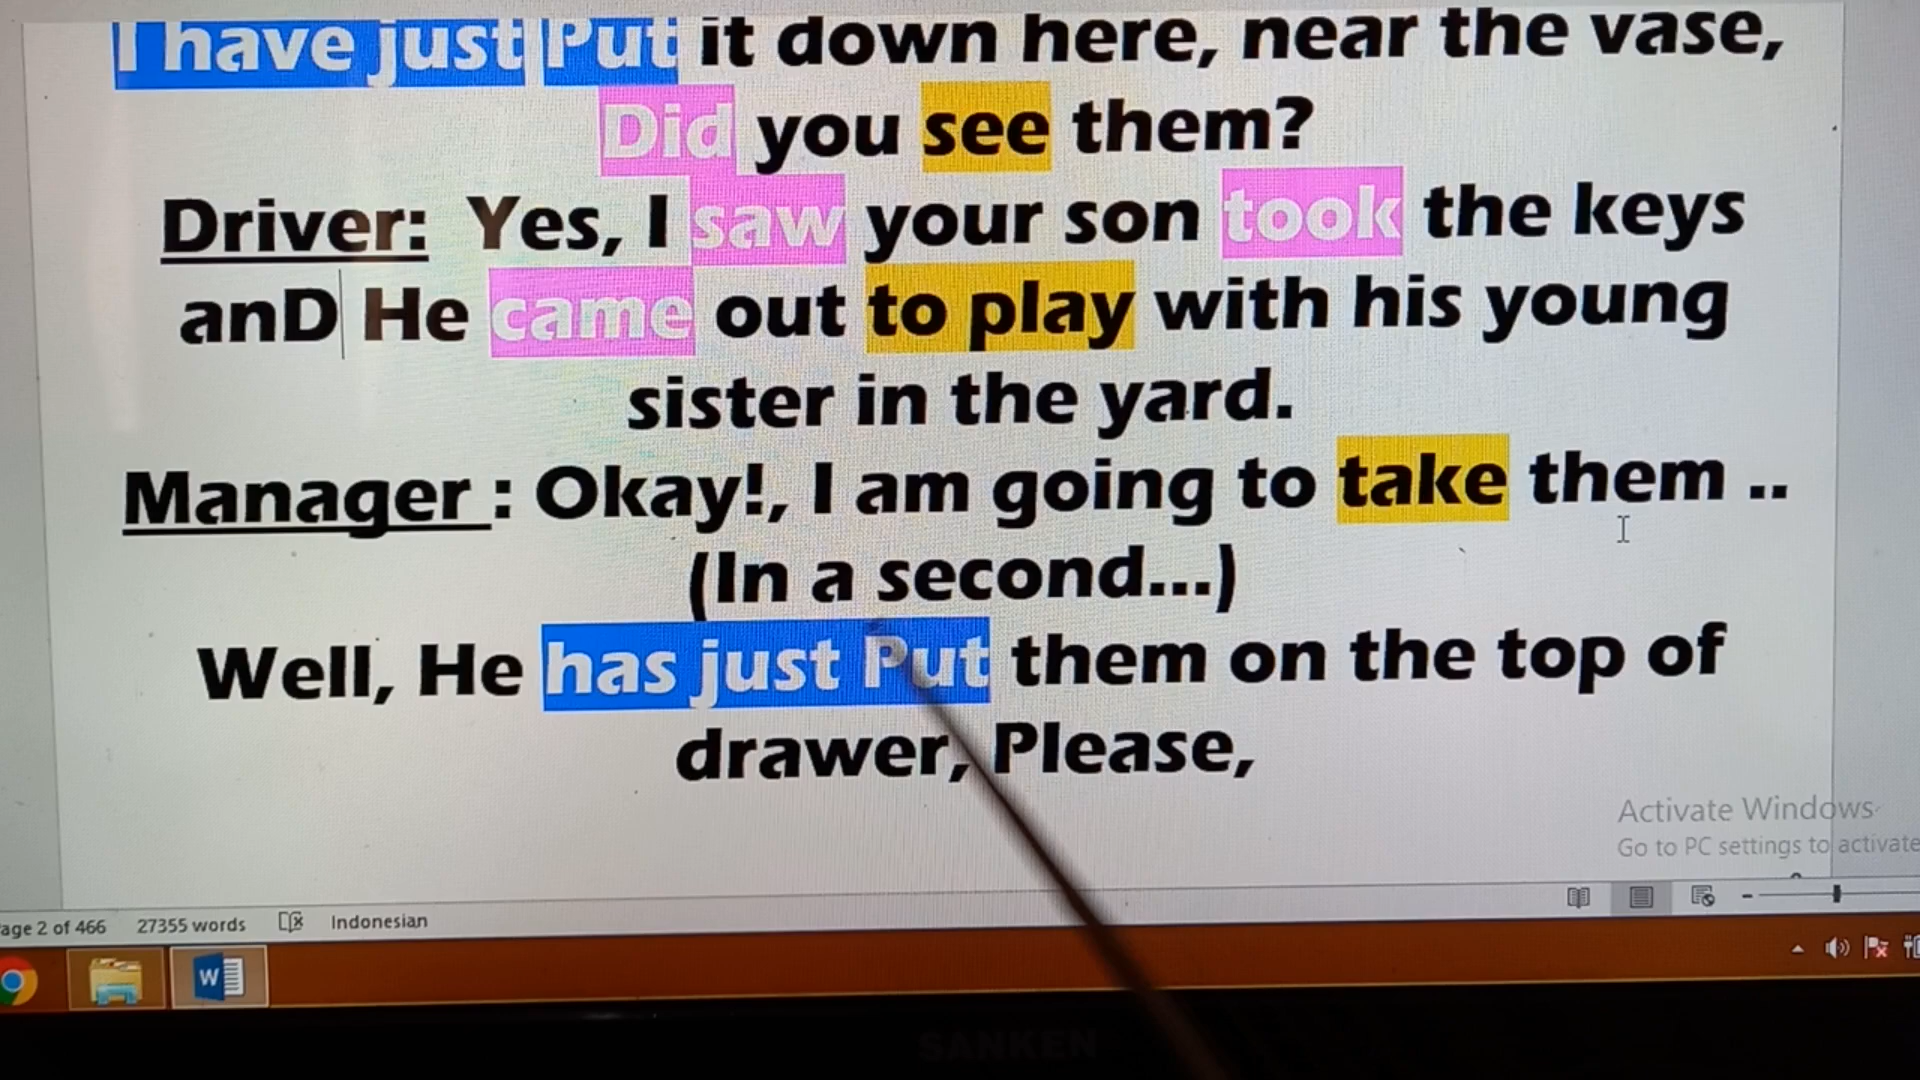 I have just Put it down here, near the vase,
Did you see them?
Driver: Yes, I saw your son took the keys
anD He came out to play with his young
sister in the yard.
Manager : Okay!, I am going to take them ..
(In a second...)
Well, He has just Put them on the top of
drawer, Please,
Activate Windows
Go to PC settings to activate
age 2 of 466 27355 words Indonesian
W
SANKEN